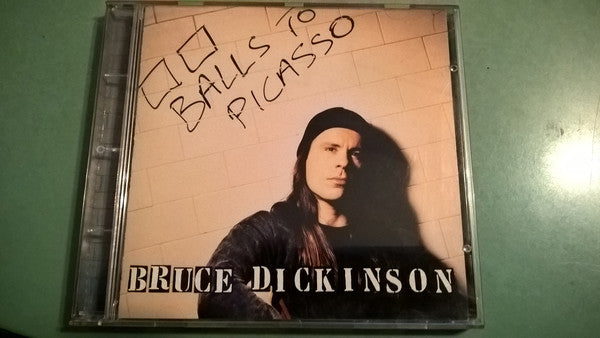 BALLS TO
PICASSO
BRUCE DICKINSON